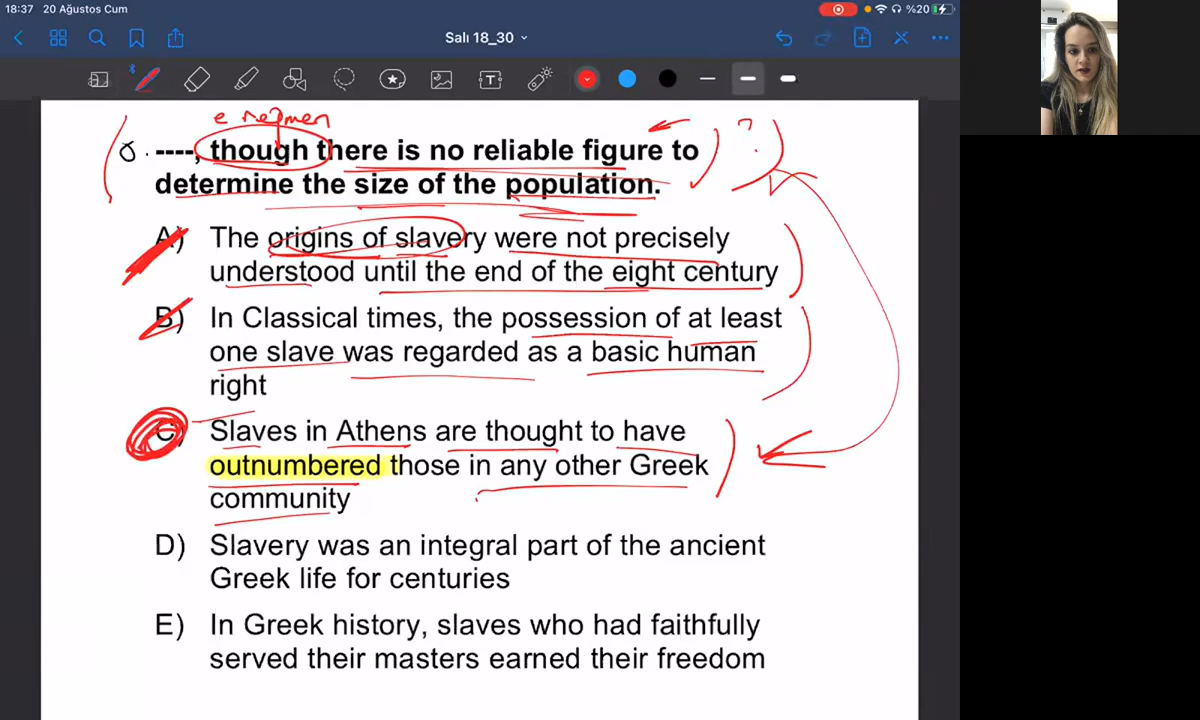 18:37 20 Ağustos Cum
%20
Salı 18_30
e rağmen
----, though there is no reliable figure to
?
determine the size of the population.
A) The origins of slavery were not precisely
understood until the end of the eight century
B) In Classical times, the possession of at least
one slave was regarded as a basic human
right
C) Slaves in Athens are thought to have
outnumbered those in any other Greek
community
D) Slavery was an integral part of the ancient
Greek life for centuries
E) In Greek history, slaves who had faithfully
served their masters earned their freedom